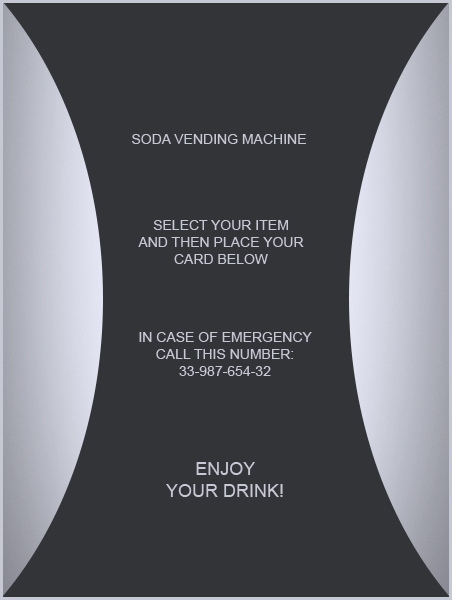 SODA VENDING MACHINE
SELECT YOUR ITEM
AND THEN PLACE YOUR
CARD BELOW
IN CASE OF EMERGENCY
CALL THIS NUMBER:
33-987-654-32
ENJOY
YOUR DRINK!